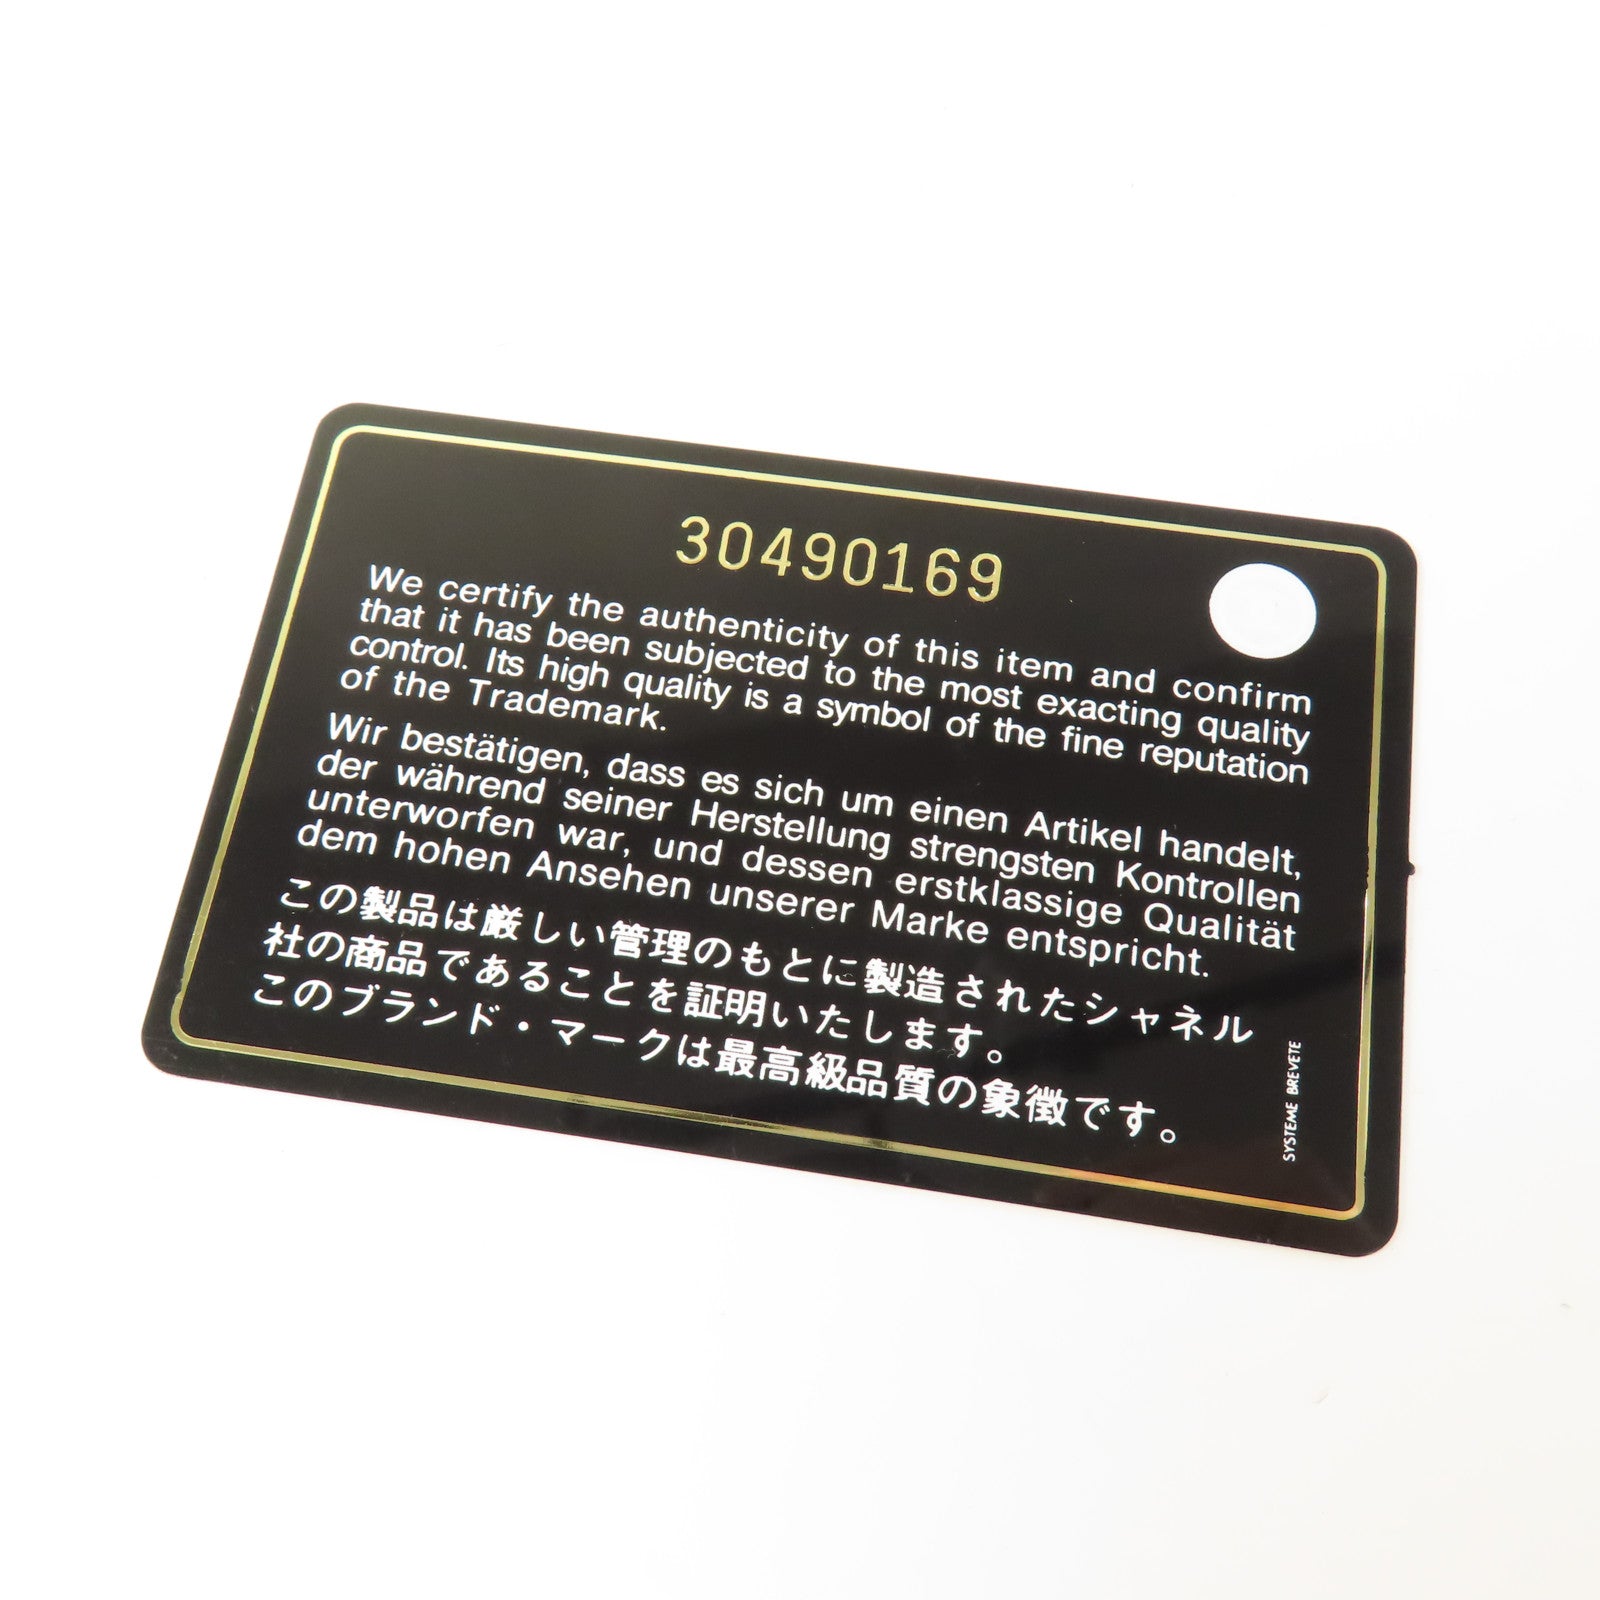 30490169
We certify the authenticity of this item and confirm
that it has been subjected to the most exacting quality
control. Its high quality is a symbol of the fine reputation
of the Trademark.
Wir bestätigen, dass es sich um einen Artikel handelt,
der während seiner Herstellung strengsten Kontrollen
unterworfen war, und dessen erstklassige Qualität
dem hohen Ansehen unserer Marke entspricht.
この製品は厳しい管理のもとに製造されたシャネル
社の商品であることを証明いたします。
このブランド・マークは最高級品質の象徴です。
SYSTEME BREVETE